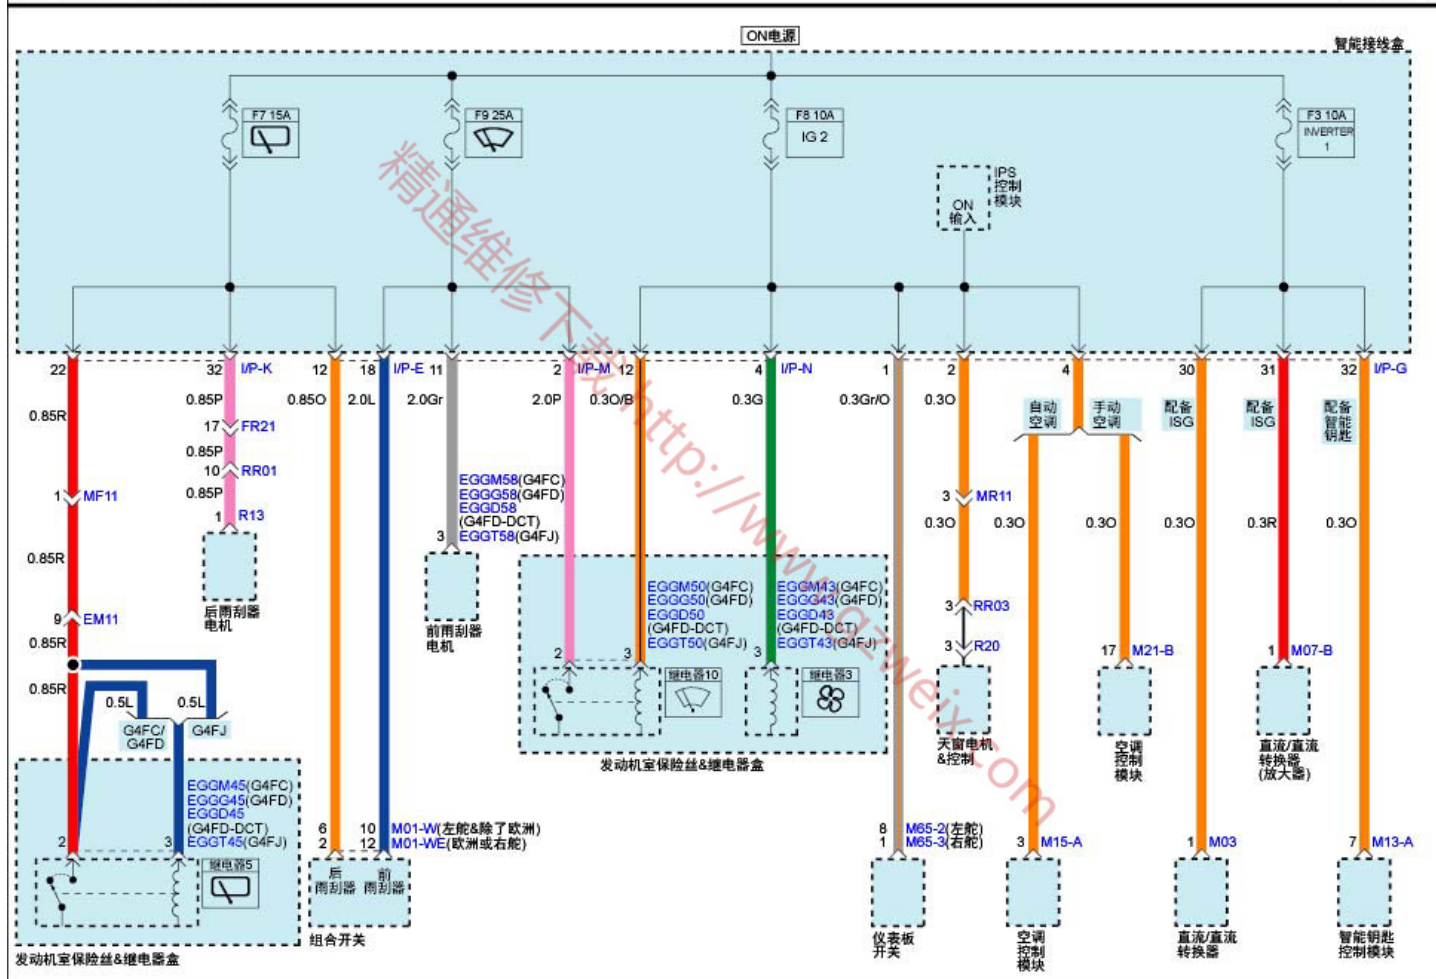 ON电源
智能接线盒
F7 15A
F9 25A
F8 10A
IG 2
F3 10A
INVERTER
1
IPS
控制
模块
ON
输入
22
32
I/P-K
12
18
I/P-E
11
2
I/P-M
12
4
I/P-N
1
2
4
30
31
32
I/P-G
0.85R
0.85P
0.85O
2.0L
2.0Gr
2.0P
0.3O/B
0.3G
0.3Gr/O
0.3O
自动
空调
手动
空调
配备
ISG
配备
ISG
配备
智能
钥匙
17
FR21
0.85P
10
RR01
0.85P
1
R13
后雨刮器
电机
1
MF11
0.85R
9
EM11
0.85R
0.85R
0.5L
0.5L
G4FC/
G4FD
G4FJ
EGGM58(G4FC)
EGGG58(G4FD)
EGGD58
(G4FD-DCT)
EGGT58(G4FJ)
3
前雨刮器
电机
EGGM50(G4FC)
EGGG50(G4FD)
EGGD50
(G4FD-DCT)
EGGT50(G4FJ)
2
3
EGGM43(G4FC)
EGGG43(G4FD)
EGGD43
(G4FD-DCT)
EGGT43(G4FJ)
3
继电器10
继电器3
发动机室保险丝&继电器盒
3
MR11
0.3O
0.3O
0.3O
0.3O
0.3R
0.3O
3
RR03
3
R20
天窗电机
&控制
17
M21-B
空调
控制
模块
1
M07-B
直流/直流
转换器
(放大器)
EGGM45(G4FC)
EGGG45(G4FD)
EGGD45
(G4FD-DCT)
EGGT45(G4FJ)
2
3
继电器5
发动机室保险丝&继电器盒
6
10
M01-W(左舵&除了欧洲)
2
12
M01-WE(欧洲或右舵)
后
雨刮器
前
雨刮器
组合开关
8
M65-2(左舵)
1
M65-3(右舵)
仪表板
开关
3
M15-A
空调
控制
模块
1
M03
直流/直流
转换器
7
M13-A
智能钥匙
控制模块
精通维修下载 http://www.gzweix.com